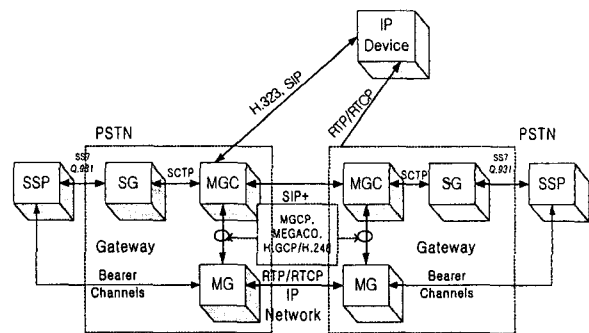 IP
Device
H.323, SIP
RTP/RTCP
PSTN
PSTN
SSP
SS7
Q.931
SG
SCTP
MGC
SIP+
MGC
SCTP
SG
SS7
Q.931
SSP
MGCP,
MEGACO,
H.GCP/H.248
Gateway
Gateway
Bearer
Channels
MG
RTP/RTCP
IP
Network
MG
Bearer
Channels